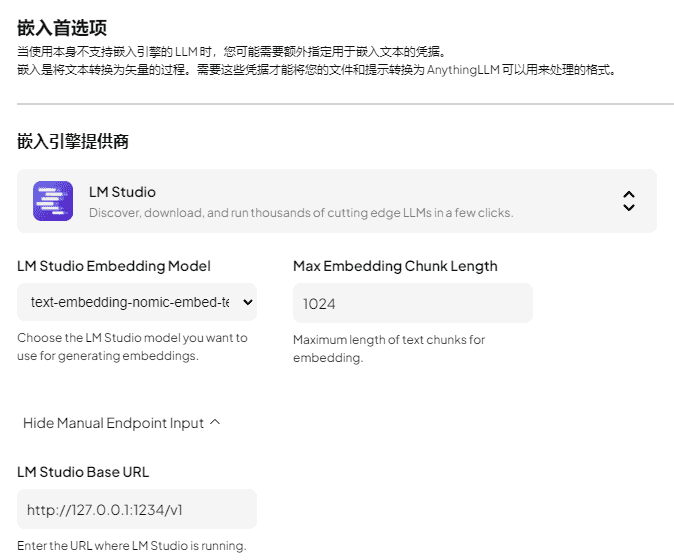 嵌入首选项
当使用本身不支持嵌入引擎的 LLM 时，您可能需要额外指定用于嵌入文本的凭据。
嵌入是将文本转换为矢量的过程。需要这些凭据才能将您的文件和提示转换为 AnythingLLM 可以用来处理的格式。
嵌入引擎提供商
LM Studio
Discover, download, and run thousands of cutting edge LLMs in a few clicks.
LM Studio Embedding Model
text-embedding-nomic-embed-te
Choose the LM Studio model you want to
use for generating embeddings.
Max Embedding Chunk Length
1024
Maximum length of text chunks for
embedding.
Hide Manual Endpoint Input
LM Studio Base URL
http://127.0.0.1:1234/v1
Enter the URL where LM Studio is running.